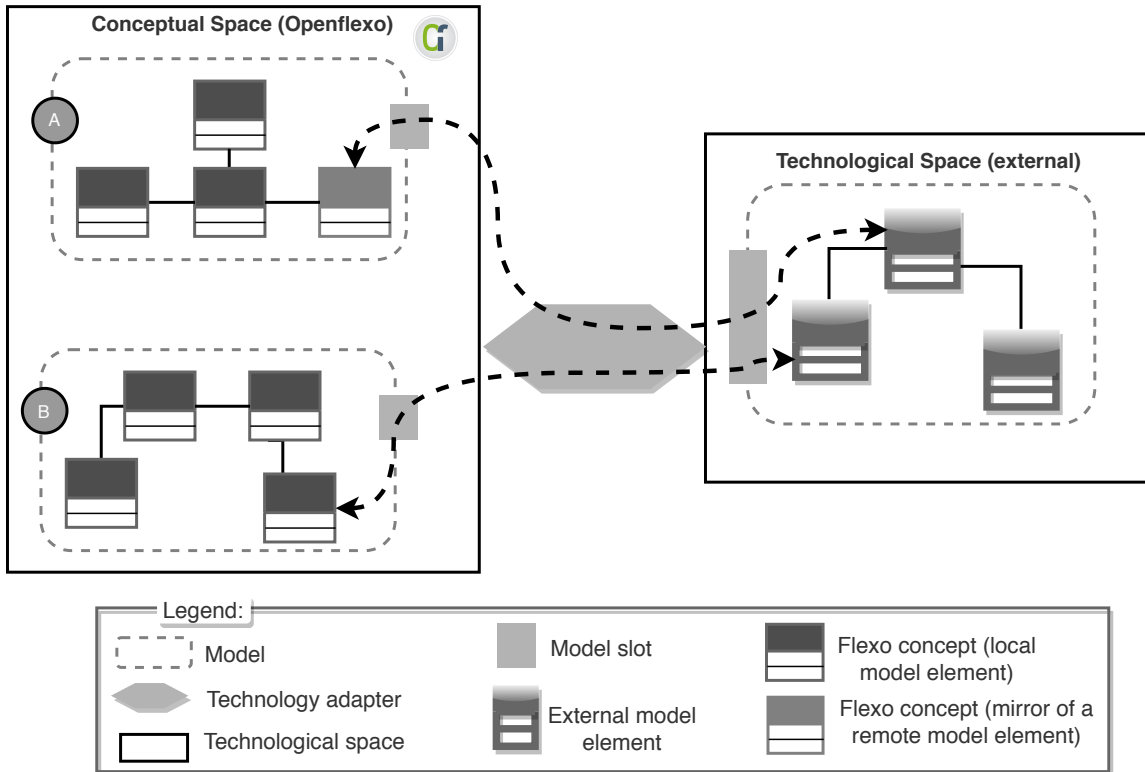 Conceptual Space (Openflexo)
A
Technological Space (external)
B
Legend:
Model
Model slot
Flexo concept (local
model element)
Technology adapter
External model
element
Flexo concept (mirror of a
remote model element)
Technological space